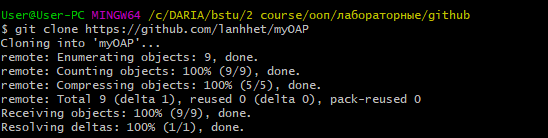 User@User-PC MINGW64 /c/DARIA/bstu/2 course/ооп/лабораторные/github
$ git clone https://github.com/lanhhet/myOAP
Cloning into 'myOAP'...
remote: Enumerating objects: 9, done.
remote: Counting objects: 100% (9/9), done.
remote: Compressing objects: 100% (5/5), done.
remote: Total 9 (delta 1), reused 0 (delta 0), pack-reused 0
Receiving objects: 100% (9/9), done.
Resolving deltas: 100% (1/1), done.